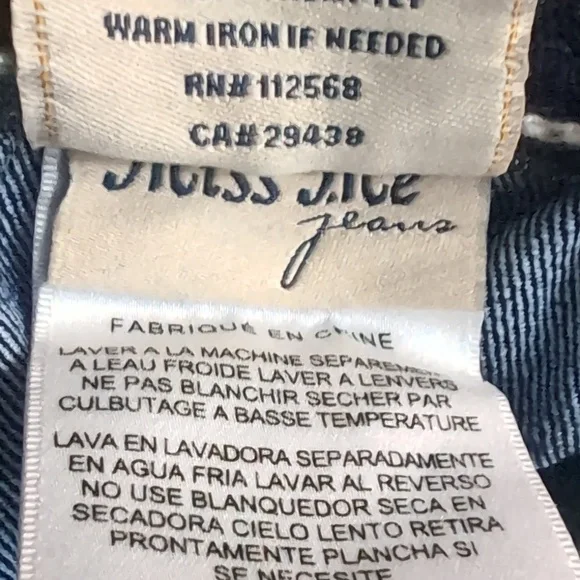 WARM IRON IF NEEDED
RN# 112568
CA# 29438
jeans
FABRIQUÉ EN CHINE
LAVER A LA MACHINE SEPAREMENT
A LEAU FROIDE LAVER A LENVERS
NE PAS BLANCHIR SECHER PAR
CULBUTAGE A BASSE TEMPERATURE
LAVA EN LAVADORA SEPARADAMENTE
EN AGUA FRIA LAVAR AL REVERSO
NO USE BLANQUEDOR SECA EN
SECADORA CIELO LENTO RETIRA
PRONTAMENTE PLANCHA SI
SE NECESITE